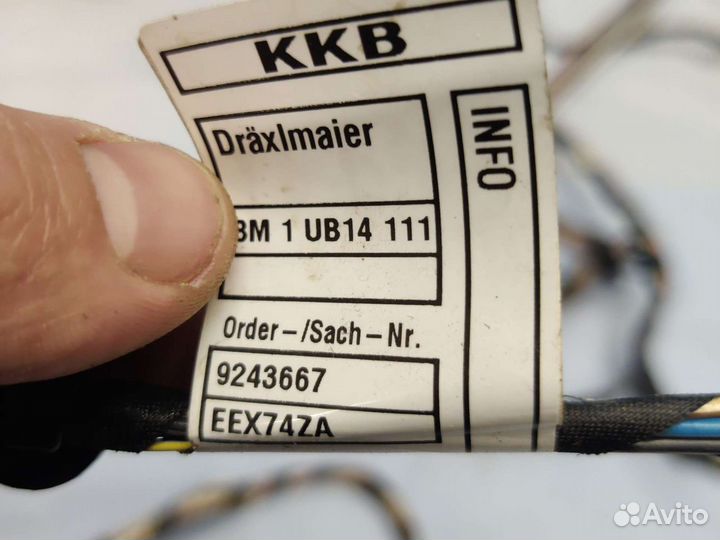 KKB
Dräxlmaier
INFO
BM 1 UB14 111
Order-/Sach-Nr.
9243667
EEX74ZA
Avito